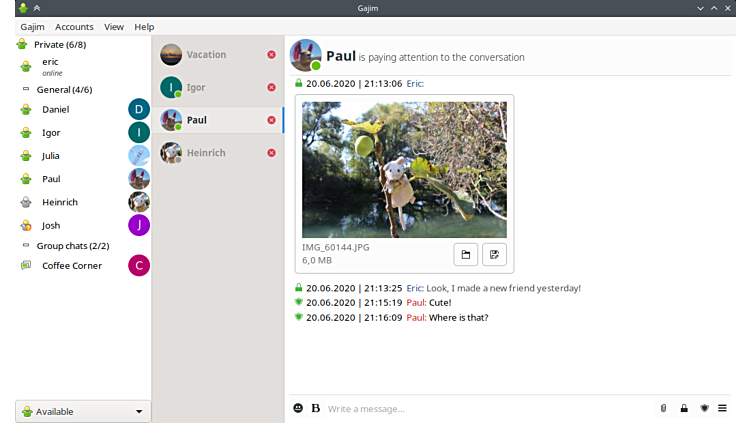 Gajim
Gajim Accounts View Help
Private (6/8)
eric
online
General (4/6)
Daniel D
Igor I
Julia
Paul
Heinrich
Josh J
Group chats (2/2)
Coffee Corner C
Available
Vacation
I Igor
Paul
Heinrich
Paul is paying attention to the conversation
20.06.2020 | 21:13:06 Eric:
IMG_60144.JPG
6,0 MB
20.06.2020 | 21:13:25 Eric: Look, I made a new friend yesterday!
20.06.2020 | 21:15:19 Paul: Cute!
20.06.2020 | 21:16:09 Paul: Where is that?
B Write a message...